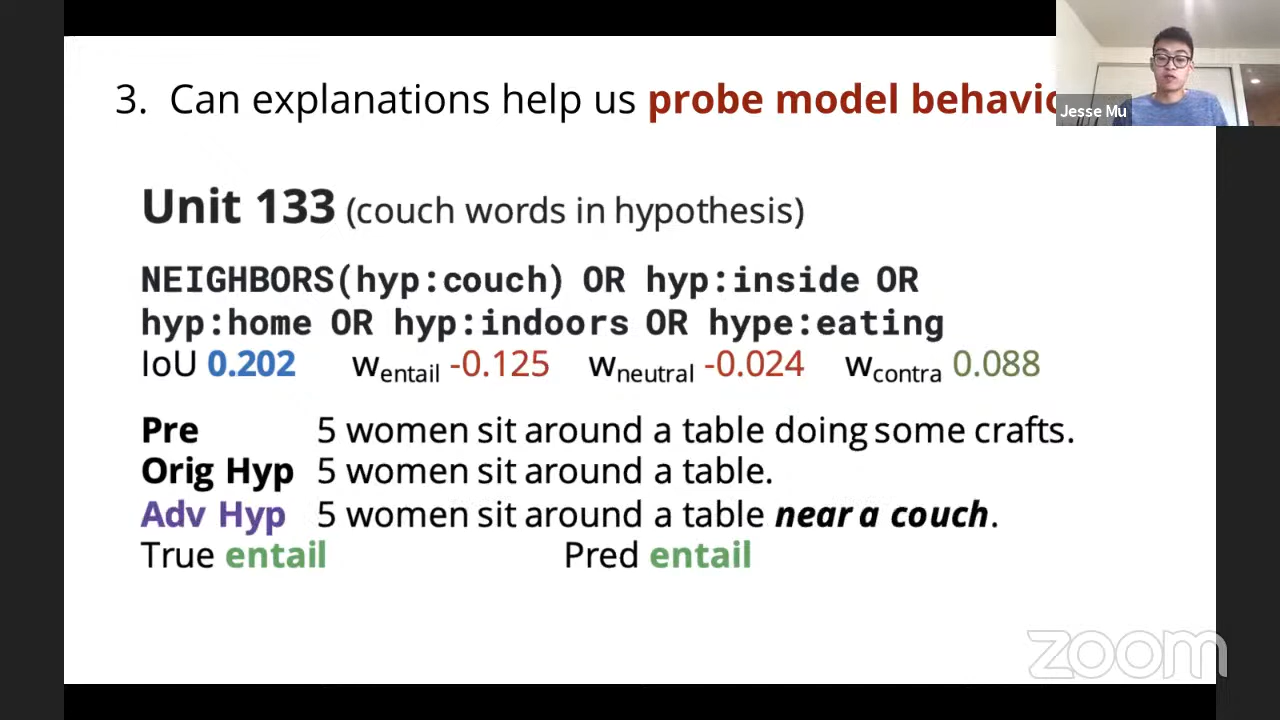 3. Can explanations help us probe model behavio
Jesse Mu
Unit 133 (couch words in hypothesis)
NEIGHBORS(hyp:couch) OR hyp:inside OR
hyp:home OR hyp:indoors OR hype:eating
IoU 0.202 wentail -0.125 wneutral -0.024 wcontra 0.088
Pre 5 women sit around a table doing some crafts.
Orig Hyp 5 women sit around a table.
Adv Hyp 5 women sit around a table near a couch.
True entail Pred entail
zoom